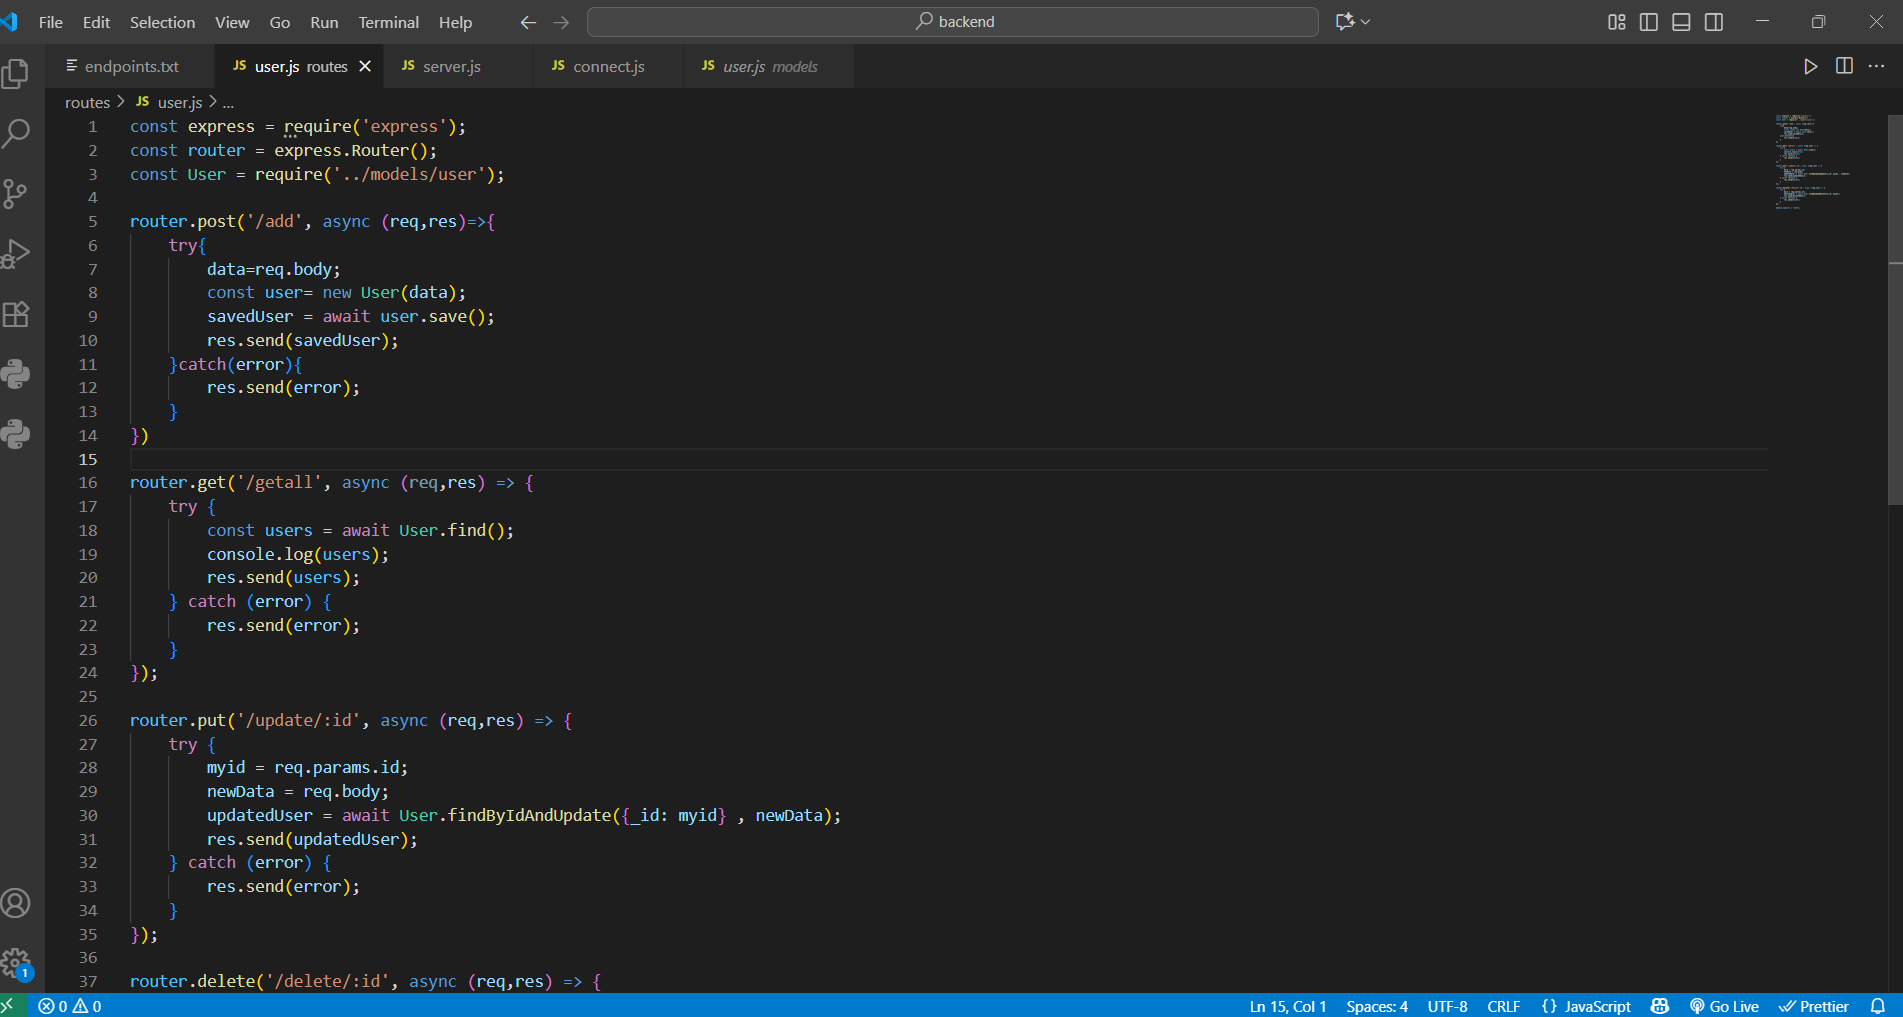 File Edit Selection View Go Run Terminal Help backend
endpoints.txt JS user.js routes JS server.js JS connect.js JS user.js models
routes > JS user.js > ...
1 const express = require('express');
2 const router = express.Router();
3 const User = require('../models/user');
4
5 router.post('/add', async (req,res)=>{
6 try{
7 data=req.body;
8 const user= new User(data);
9 savedUser = await user.save();
10 res.send(savedUser);
11 }catch(error){
12 res.send(error);
13 }
14 })
15
16 router.get('/getall', async (req,res) => {
17 try {
18 const users = await User.find();
19 console.log(users);
20 res.send(users);
21 } catch (error) {
22 res.send(error);
23 }
24 });
25
26 router.put('/update/:id', async (req,res) => {
27 try {
28 myid = req.params.id;
29 newData = req.body;
30 updatedUser = await User.findByIdAndUpdate({_id: myid} , newData);
31 res.send(updatedUser);
32 } catch (error) {
33 res.send(error);
34 }
35 });
36
37 router.delete('/delete/:id', async (req,res) => {
1
0 0 Ln 15, Col 1 Spaces: 4 UTF-8 CRLF {} JavaScript Go Live Prettier